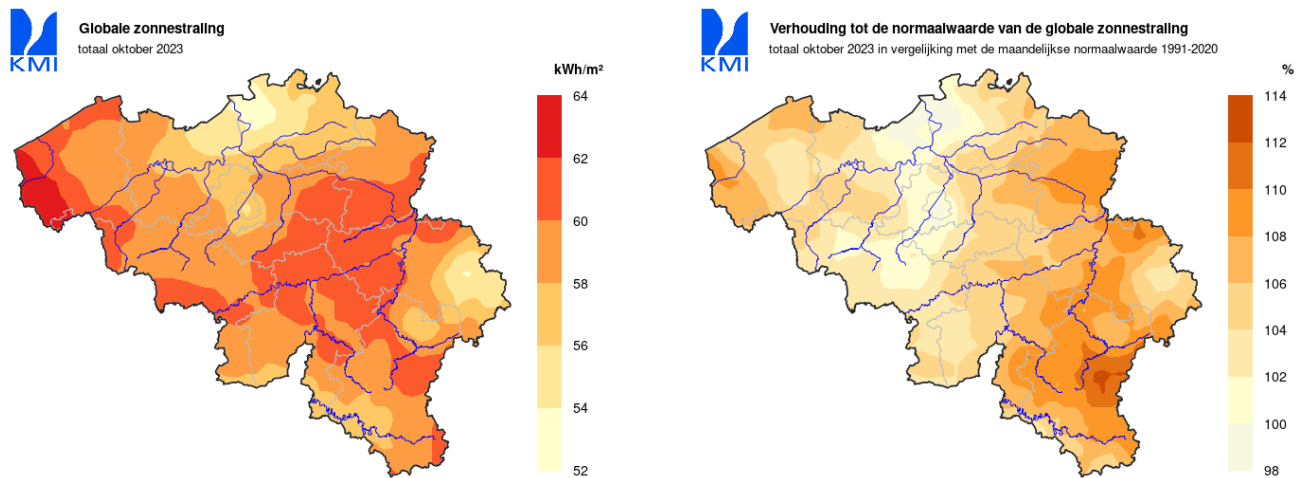 KMI
Globale zonnestraling
totaal oktober 2023
kWh/m²
64
62
60
58
56
54
52
KMI
Verhouding tot de normaalwaarde van de globale zonnestraling
totaal oktober 2023 in vergelijking met de maandelijkse normaalwaarde 1991-2020
%
114
112
110
108
106
104
102
100
98